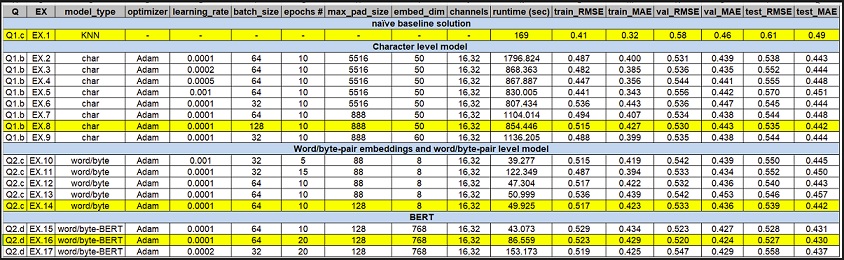 Q EX model_type optimizer learning_rate batch_size epochs # max_pad_size embed_dim channels runtime (sec) train_RMSE train_MAE val_RMSE val_MAE test_RMSE test_MAE
naïve baseline solution
Q1.c EX.1 KNN - - - - - - - 169 0.41 0.32 0.58 0.46 0.61 0.49
Character level model
Q1.b EX.2 char Adam 0.0001 64 10 5516 50 16,32 1796.824 0.487 0.400 0.531 0.439 0.538 0.443
Q1.b EX.3 char Adam 0.0002 64 10 5516 50 16,32 868.363 0.482 0.385 0.536 0.435 0.552 0.444
Q1.b EX.4 char Adam 0.0005 64 10 5516 50 16,32 867.887 0.447 0.356 0.544 0.441 0.555 0.448
Q1.b EX.5 char Adam 0.001 64 10 5516 50 16,32 830.005 0.441 0.343 0.556 0.442 0.570 0.451
Q1.b EX.6 char Adam 0.0001 32 10 5516 50 16,32 807.434 0.536 0.436 0.536 0.447 0.545 0.444
Q1.b EX.7 char Adam 0.0001 64 10 888 50 16,32 1104.014 0.494 0.407 0.534 0.438 0.544 0.448
Q1.b EX.8 char Adam 0.0001 128 10 888 50 16,32 854.446 0.515 0.427 0.530 0.443 0.535 0.442
Q1.b EX.9 char Adam 0.0001 32 10 888 60 16,32 1136.205 0.488 0.399 0.535 0.438 0.544 0.444
Word/byte-pair embeddings and word/byte-pair level model
Q2.c EX.10 word/byte Adam 0.001 32 5 88 8 16,32 39.277 0.515 0.419 0.542 0.439 0.550 0.445
Q2.c EX.11 word/byte Adam 0.0001 32 15 88 8 16,32 122.349 0.487 0.394 0.533 0.434 0.552 0.450
Q2.c EX.12 word/byte Adam 0.0001 32 10 88 8 16,32 47.304 0.517 0.422 0.532 0.436 0.540 0.443
Q2.c EX.13 word/byte Adam 0.0001 64 10 88 8 16,32 50.999 0.536 0.439 0.542 0.453 0.546 0.457
Q2.c EX.14 word/byte Adam 0.0001 64 10 128 8 16,32 49.925 0.517 0.423 0.533 0.436 0.539 0.442
BERT
Q2.d EX.15 word/byte-BERT Adam 0.0001 64 10 128 768 16,32 43.073 0.529 0.434 0.523 0.427 0.528 0.431
Q2.d EX.16 word/byte-BERT Adam 0.0001 64 20 128 768 16,32 86.559 0.523 0.429 0.520 0.424 0.527 0.430
Q2.d EX.17 word/byte-BERT Adam 0.0002 32 20 128 768 16,32 153.173 0.519 0.425 0.547 0.429 0.558 0.437